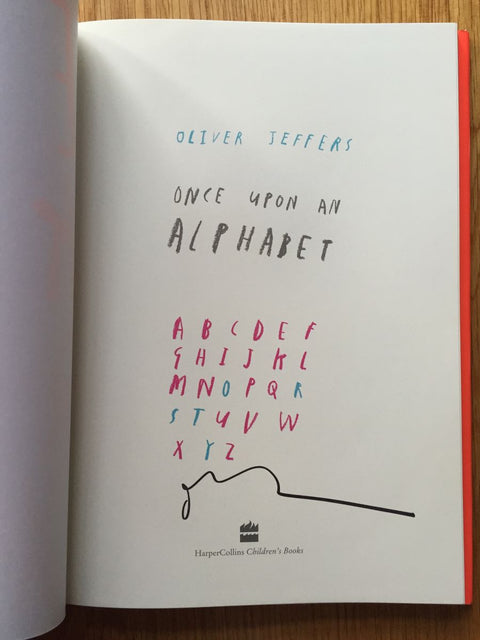 OLIVER JEFFERS
ONCE UPON AN
ALPHABET
A B C D E F
G H I J K L
M N O P Q R
S T U V W
X Y Z
HarperCollins Children's Books